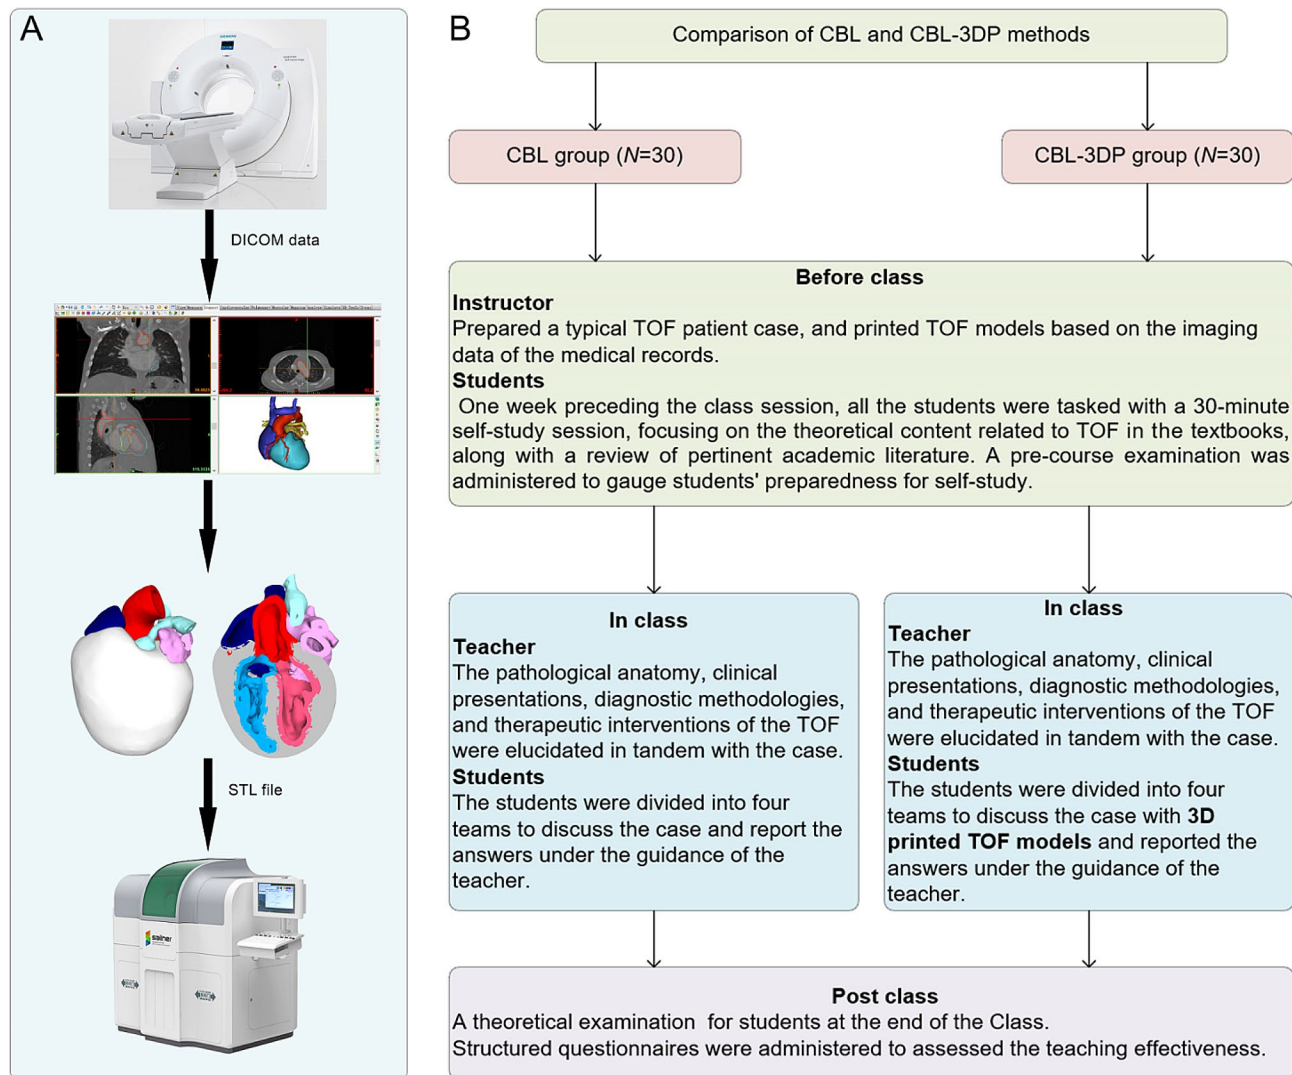 A
SIEMENS
DICOM data
STL file
sailner
B
Comparison of CBL and CBL-3DP methods
CBL group (N=30)
CBL-3DP group (N=30)
Before class
Instructor
Prepared a typical TOF patient case, and printed TOF models based on the imaging
data of the medical records.
Students
One week preceding the class session, all the students were tasked with a 30-minute
self-study session, focusing on the theoretical content related to TOF in the textbooks,
along with a review of pertinent academic literature. A pre-course examination was
administered to gauge students' preparedness for self-study.
In class
Teacher
The pathological anatomy, clinical
presentations, diagnostic methodologies,
and therapeutic interventions of the TOF
were elucidated in tandem with the case.
Students
The students were divided into four
teams to discuss the case and report the
answers under the guidance of the
teacher.
In class
Teacher
The pathological anatomy, clinical
presentations, diagnostic methodologies,
and therapeutic interventions of the TOF
were elucidated in tandem with the case.
Students
The students were divided into four
teams to discuss the case with 3D
printed TOF models and reported the
answers under the guidance of the
teacher.
Post class
A theoretical examination for students at the end of the Class.
Structured questionnaires were administered to assessed the teaching effectiveness.